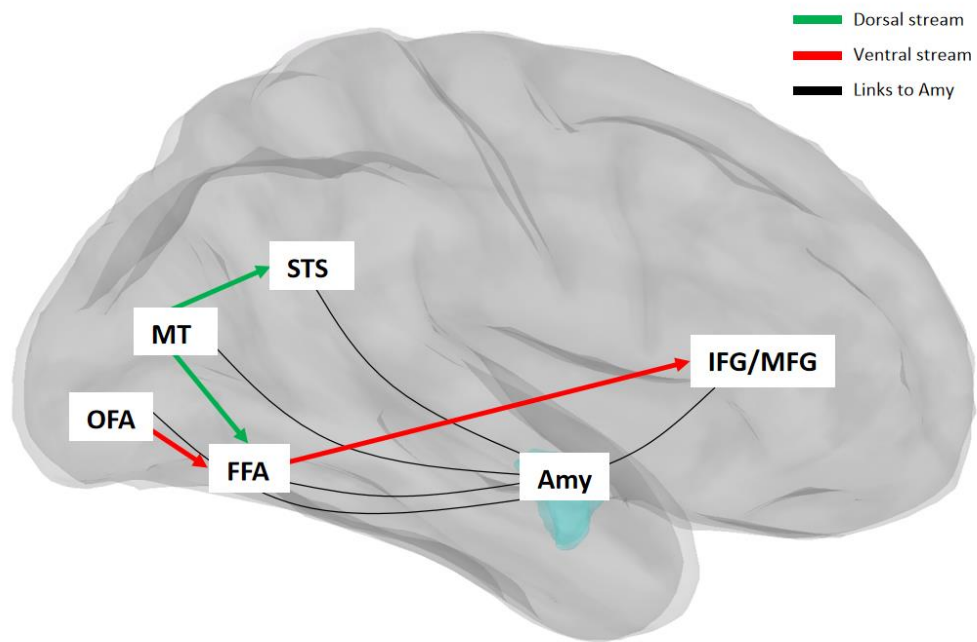 Dorsal stream
Ventral stream
Links to Amy
STS
MT
IFG/MFG
OFA
FFA
Amy